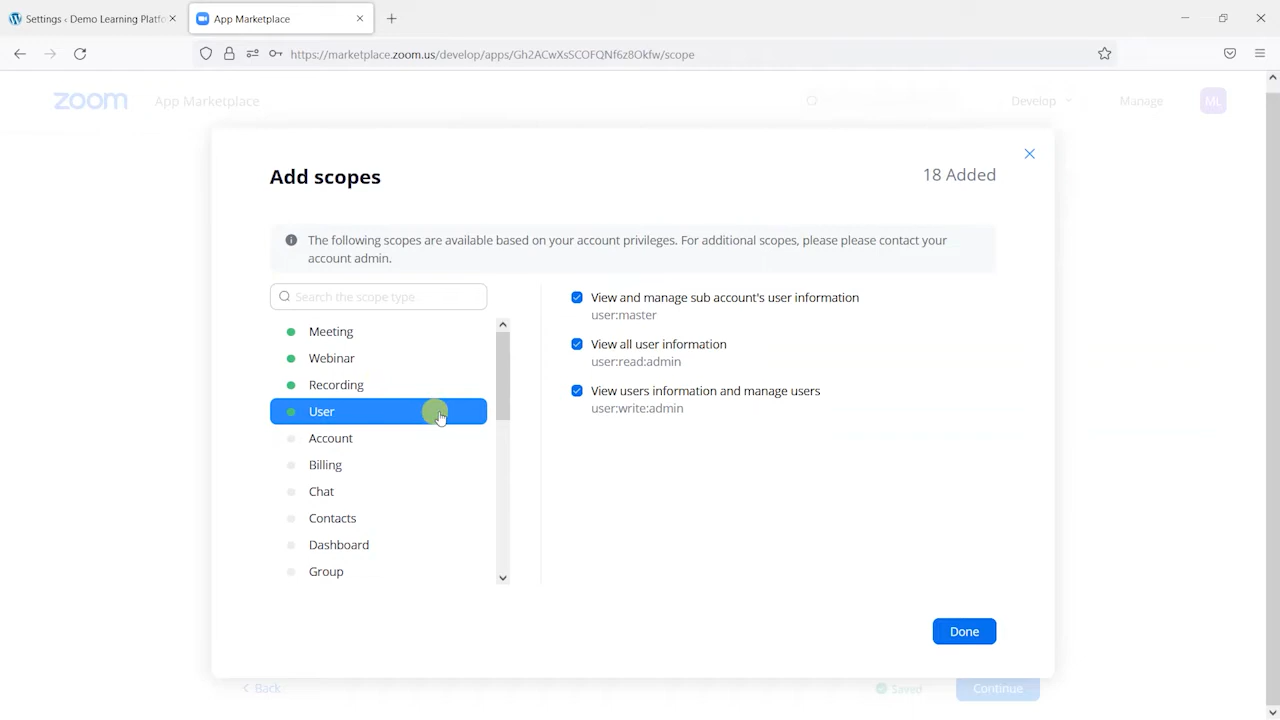 Settings ‹ Demo Learning Platfo
App Marketplace
https://marketplace.zoom.us/develop/apps/Gh2ACwXsSCOFQNf6z8Okfw/scope
zoom
App Marketplace
Develop
Manage
ML
Add scopes
18 Added
The following scopes are available based on your account privileges. For additional scopes, please please contact your
account admin.
Search the scope type...
Meeting
Webinar
Recording
User
Account
Billing
Chat
Contacts
Dashboard
Group
View and manage sub account's user information
user:master
View all user information
user:read:admin
View users information and manage users
user:write:admin
Done
Back
Saved
Continue